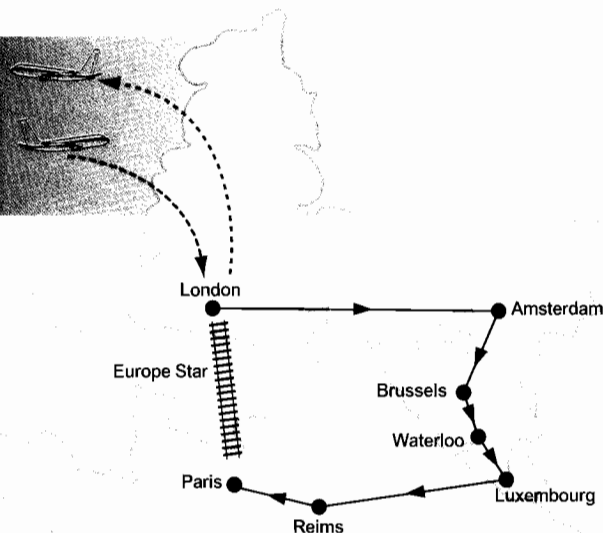 London
Amsterdam
Europe Star
Brussels
Waterloo
Paris
Luxembourg
Reims